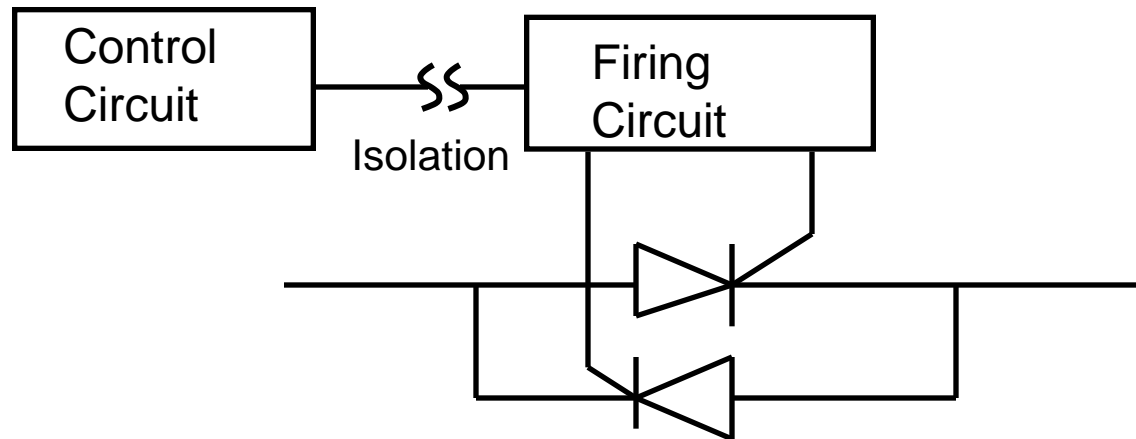 Control
Circuit
Isolation
Firing
Circuit